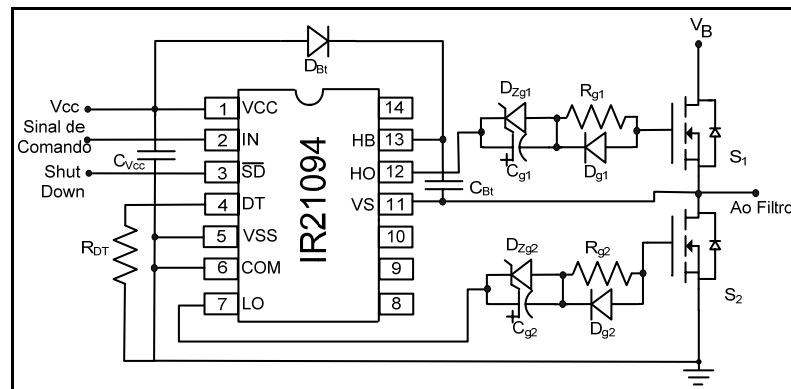 V_B
D_Bt
D_Zg1
R_g1
Vcc
1
VCC
14
Sinal de
Comando
2
IN
HB
13
C_Vcc
Shut
Down
3
SD
HO
12
C_g1
D_g1
S_1
C_Bt
4
DT
VS
11
Ao Filtro
R_DT
5
VSS
10
IR21094
6
COM
9
D_Zg2
R_g2
7
LO
8
C_g2
D_g2
S_2
+
+